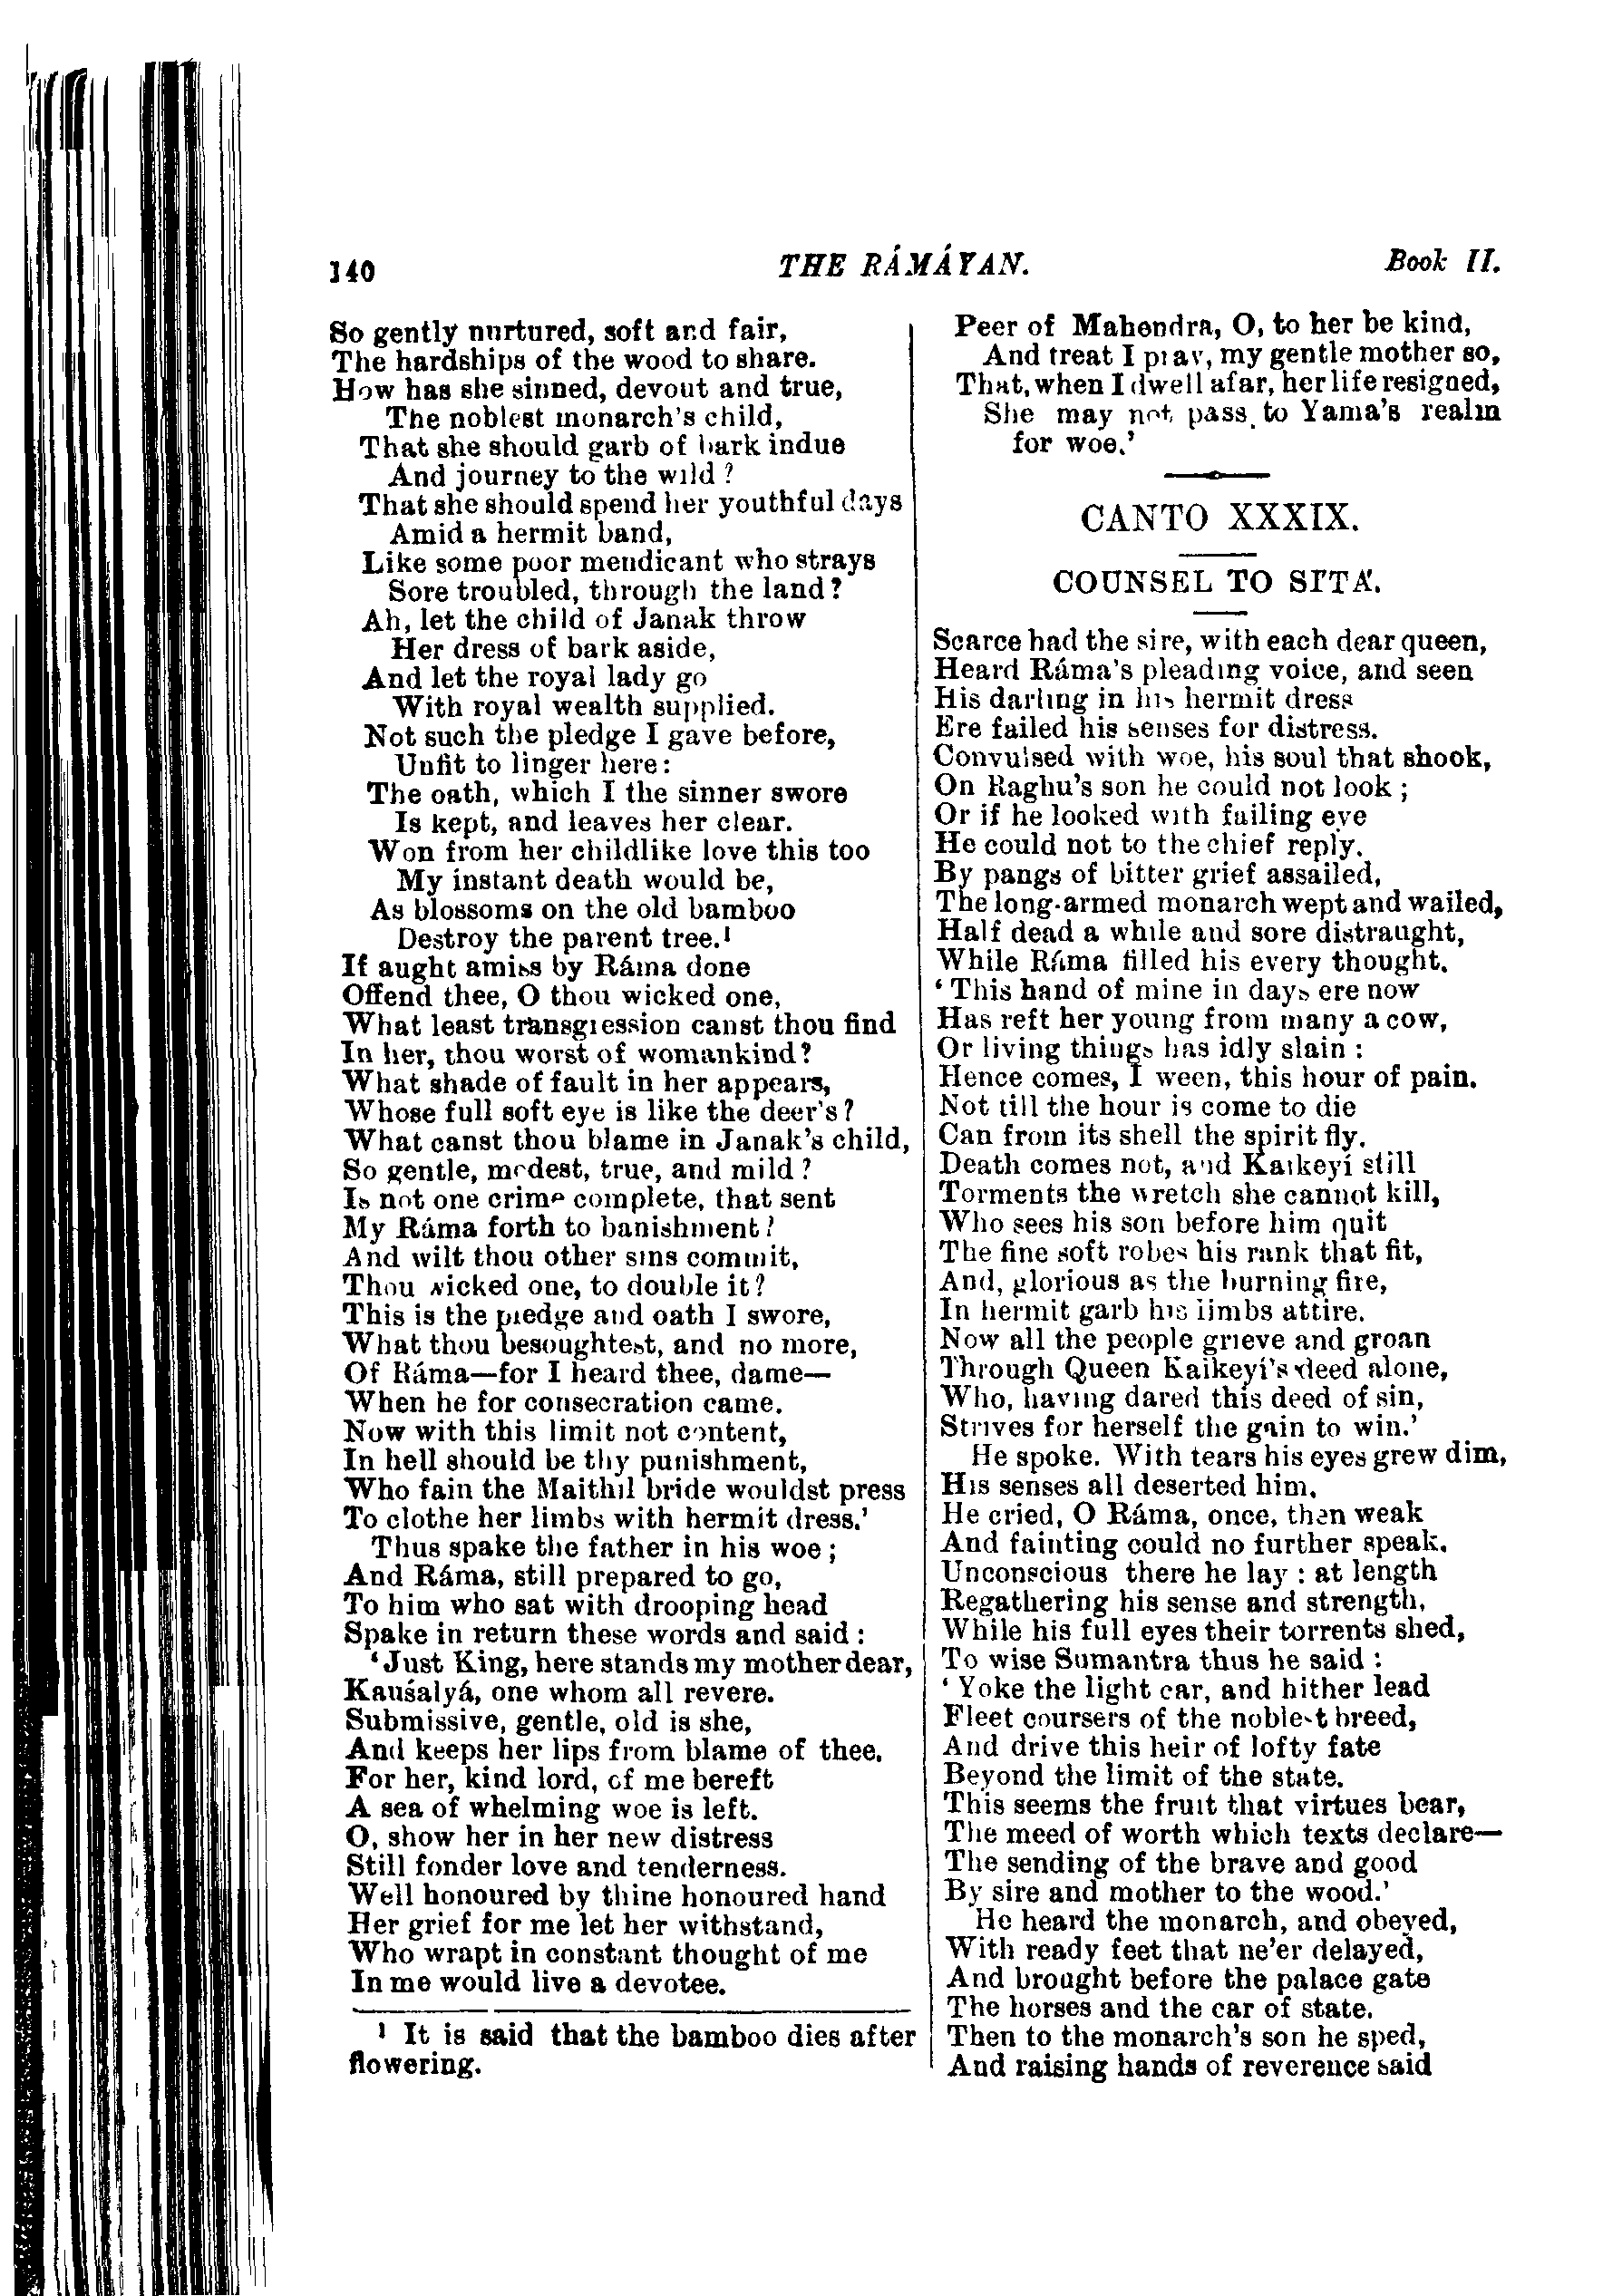 140 THE RÁMÁYAN. Book II.
So gently nurtured, soft and fair,
The hardships of the wood to share.
How has she sinned, devout and true,
The noblest monarch's child,
That she should garb of bark indue
And journey to the wild ?
That she should spend her youthful days
Amid a hermit band,
Like some poor mendicant who strays
Sore troubled, through the land?
Ah, let the child of Janak throw
Her dress of bark aside,
And let the royal lady go
With royal wealth supplied.
Not such the pledge I gave before,
Unfit to linger here:
The oath, which I the sinner swore
Is kept, and leaves her clear.
Won from her childlike love this too
My instant death would be,
As blossoms on the old bamboo
Destroy the parent tree.¹
If aught amiss by Ráma done
Offend thee, O thou wicked one,
What least transgression canst thou find
In her, thou worst of womankind?
What shade of fault in her appears,
Whose full soft eye is like the deer's ?
What canst thou blame in Janak's child,
So gentle, modest, true, and mild ?
Is not one crime complete, that sent
My Ráma forth to banishment ?
And wilt thou other sins commit,
Thou wicked one, to double it?
This is the pledge and oath I swore,
What thou besoughtest, and no more,
Of Ráma—for I heard thee, dame—
When he for consecration came.
Now with this limit not content,
In hell should be thy punishment,
Who fain the Maithil bride wouldst press
To clothe her limbs with hermit dress.'
Thus spake the father in his woe ;
And Ráma, still prepared to go,
To him who sat with drooping head
Spake in return these words and said :
'Just King, here stands my mother dear,
Kauśalyá, one whom all revere.
Submissive, gentle, old is she,
And keeps her lips from blame of thee.
For her, kind lord, of me bereft
A sea of whelming woe is left.
O, show her in her new distress
Still fonder love and tenderness.
Well honoured by thine honoured hand
Her grief for me let her withstand,
Who wrapt in constant thought of me
In me would live a devotee.
¹ It is said that the bamboo dies after
flowering.
Peer of Mahendra, O, to her be kind,
And treat I pray, my gentle mother so,
That, when I dwell afar, her life resigned,
She may not pass to Yama's realm
for woe.'
CANTO XXXIX.
COUNSEL TO SÍTÁ.
Scarce had the sire, with each dear queen,
Heard Ráma's pleading voice, and seen
His darling in his hermit dress
Ere failed his senses for distress.
Convulsed with woe, his soul that shook,
On Raghu's son he could not look ;
Or if he looked with failing eye
He could not to the chief reply.
By pangs of bitter grief assailed,
The long-armed monarch wept and wailed,
Half dead a while and sore distraught,
While Ráma filled his every thought.
'This hand of mine in days ere now
Has reft her young from many a cow,
Or living things has idly slain :
Hence comes, I ween, this hour of pain.
Not till the hour is come to die
Can from its shell the spirit fly.
Death comes not, and Kaikeyí still
Torments the wretch she cannot kill,
Who sees his son before him quit
The fine soft robes his rank that fit,
And, glorious as the burning fire,
In hermit garb his limbs attire.
Now all the people grieve and groan
Through Queen Kaikeyí's deed alone,
Who, having dared this deed of sin,
Strives for herself the gain to win.'
He spoke. With tears his eyes grew dim,
His senses all deserted him.
He cried, O Ráma, once, then weak
And fainting could no further speak.
Unconscious there he lay : at length
Regathering his sense and strength,
While his full eyes their torrents shed,
To wise Sumantra thus he said :
'Yoke the light car, and hither lead
Fleet coursers of the noblest breed,
And drive this heir of lofty fate
Beyond the limit of the state.
This seems the fruit that virtues bear,
The meed of worth which texts declare—
The sending of the brave and good
By sire and mother to the wood.'
He heard the monarch, and obeyed,
With ready feet that ne'er delayed,
And brought before the palace gate
The horses and the car of state.
Then to the monarch's son he sped,
And raising hands of reverence said